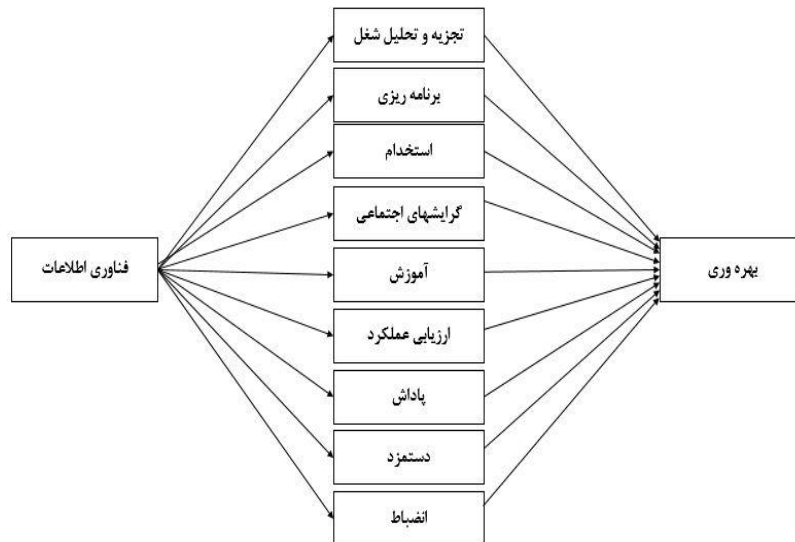 تجزیه و تحلیل شغل
برنامه ریزی
استخدام
گرایشهای اجتماعی
فناوری اطلاعات
آموزش
بهره وری
ارزیابی عملکرد
پاداش
دستمزد
انضباط